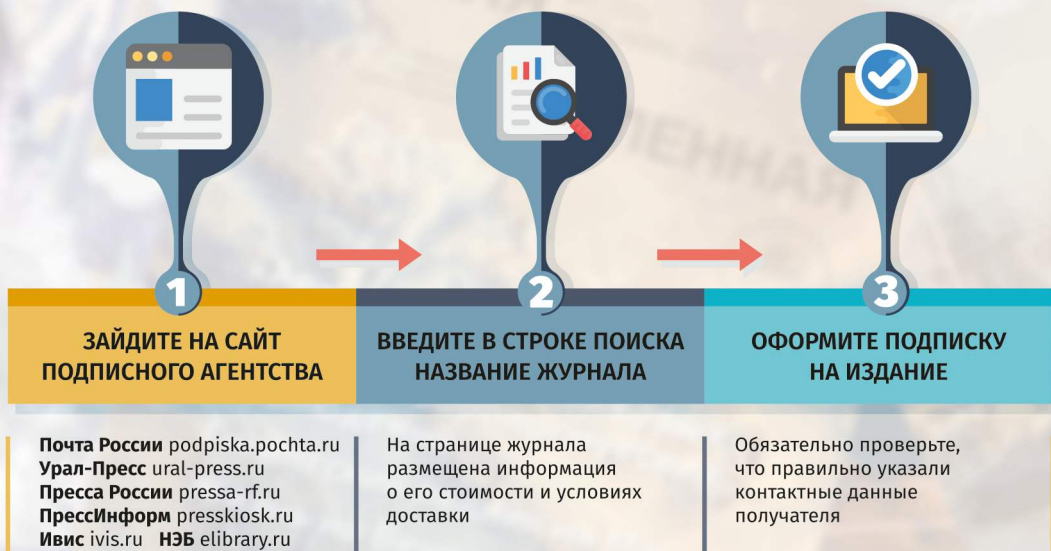 1
ЗАЙДИТЕ НА САЙТ
ПОДПИСНОГО АГЕНТСТВА
Почта России podpiska.pochta.ru
Урал-Пресс ural-press.ru
Пресса России pressa-rf.ru
ПрессИнформ presskiosk.ru
Ивис ivis.ru НЭБ elibrary.ru
2
ВВЕДИТЕ В СТРОКЕ ПОИСКА
НАЗВАНИЕ ЖУРНАЛА
На странице журнала
размещена информация
о его стоимости и условиях
доставки
3
ОФОРМИТЕ ПОДПИСКУ
НА ИЗДАНИЕ
Обязательно проверьте,
что правильно указали
контактные данные
получателя